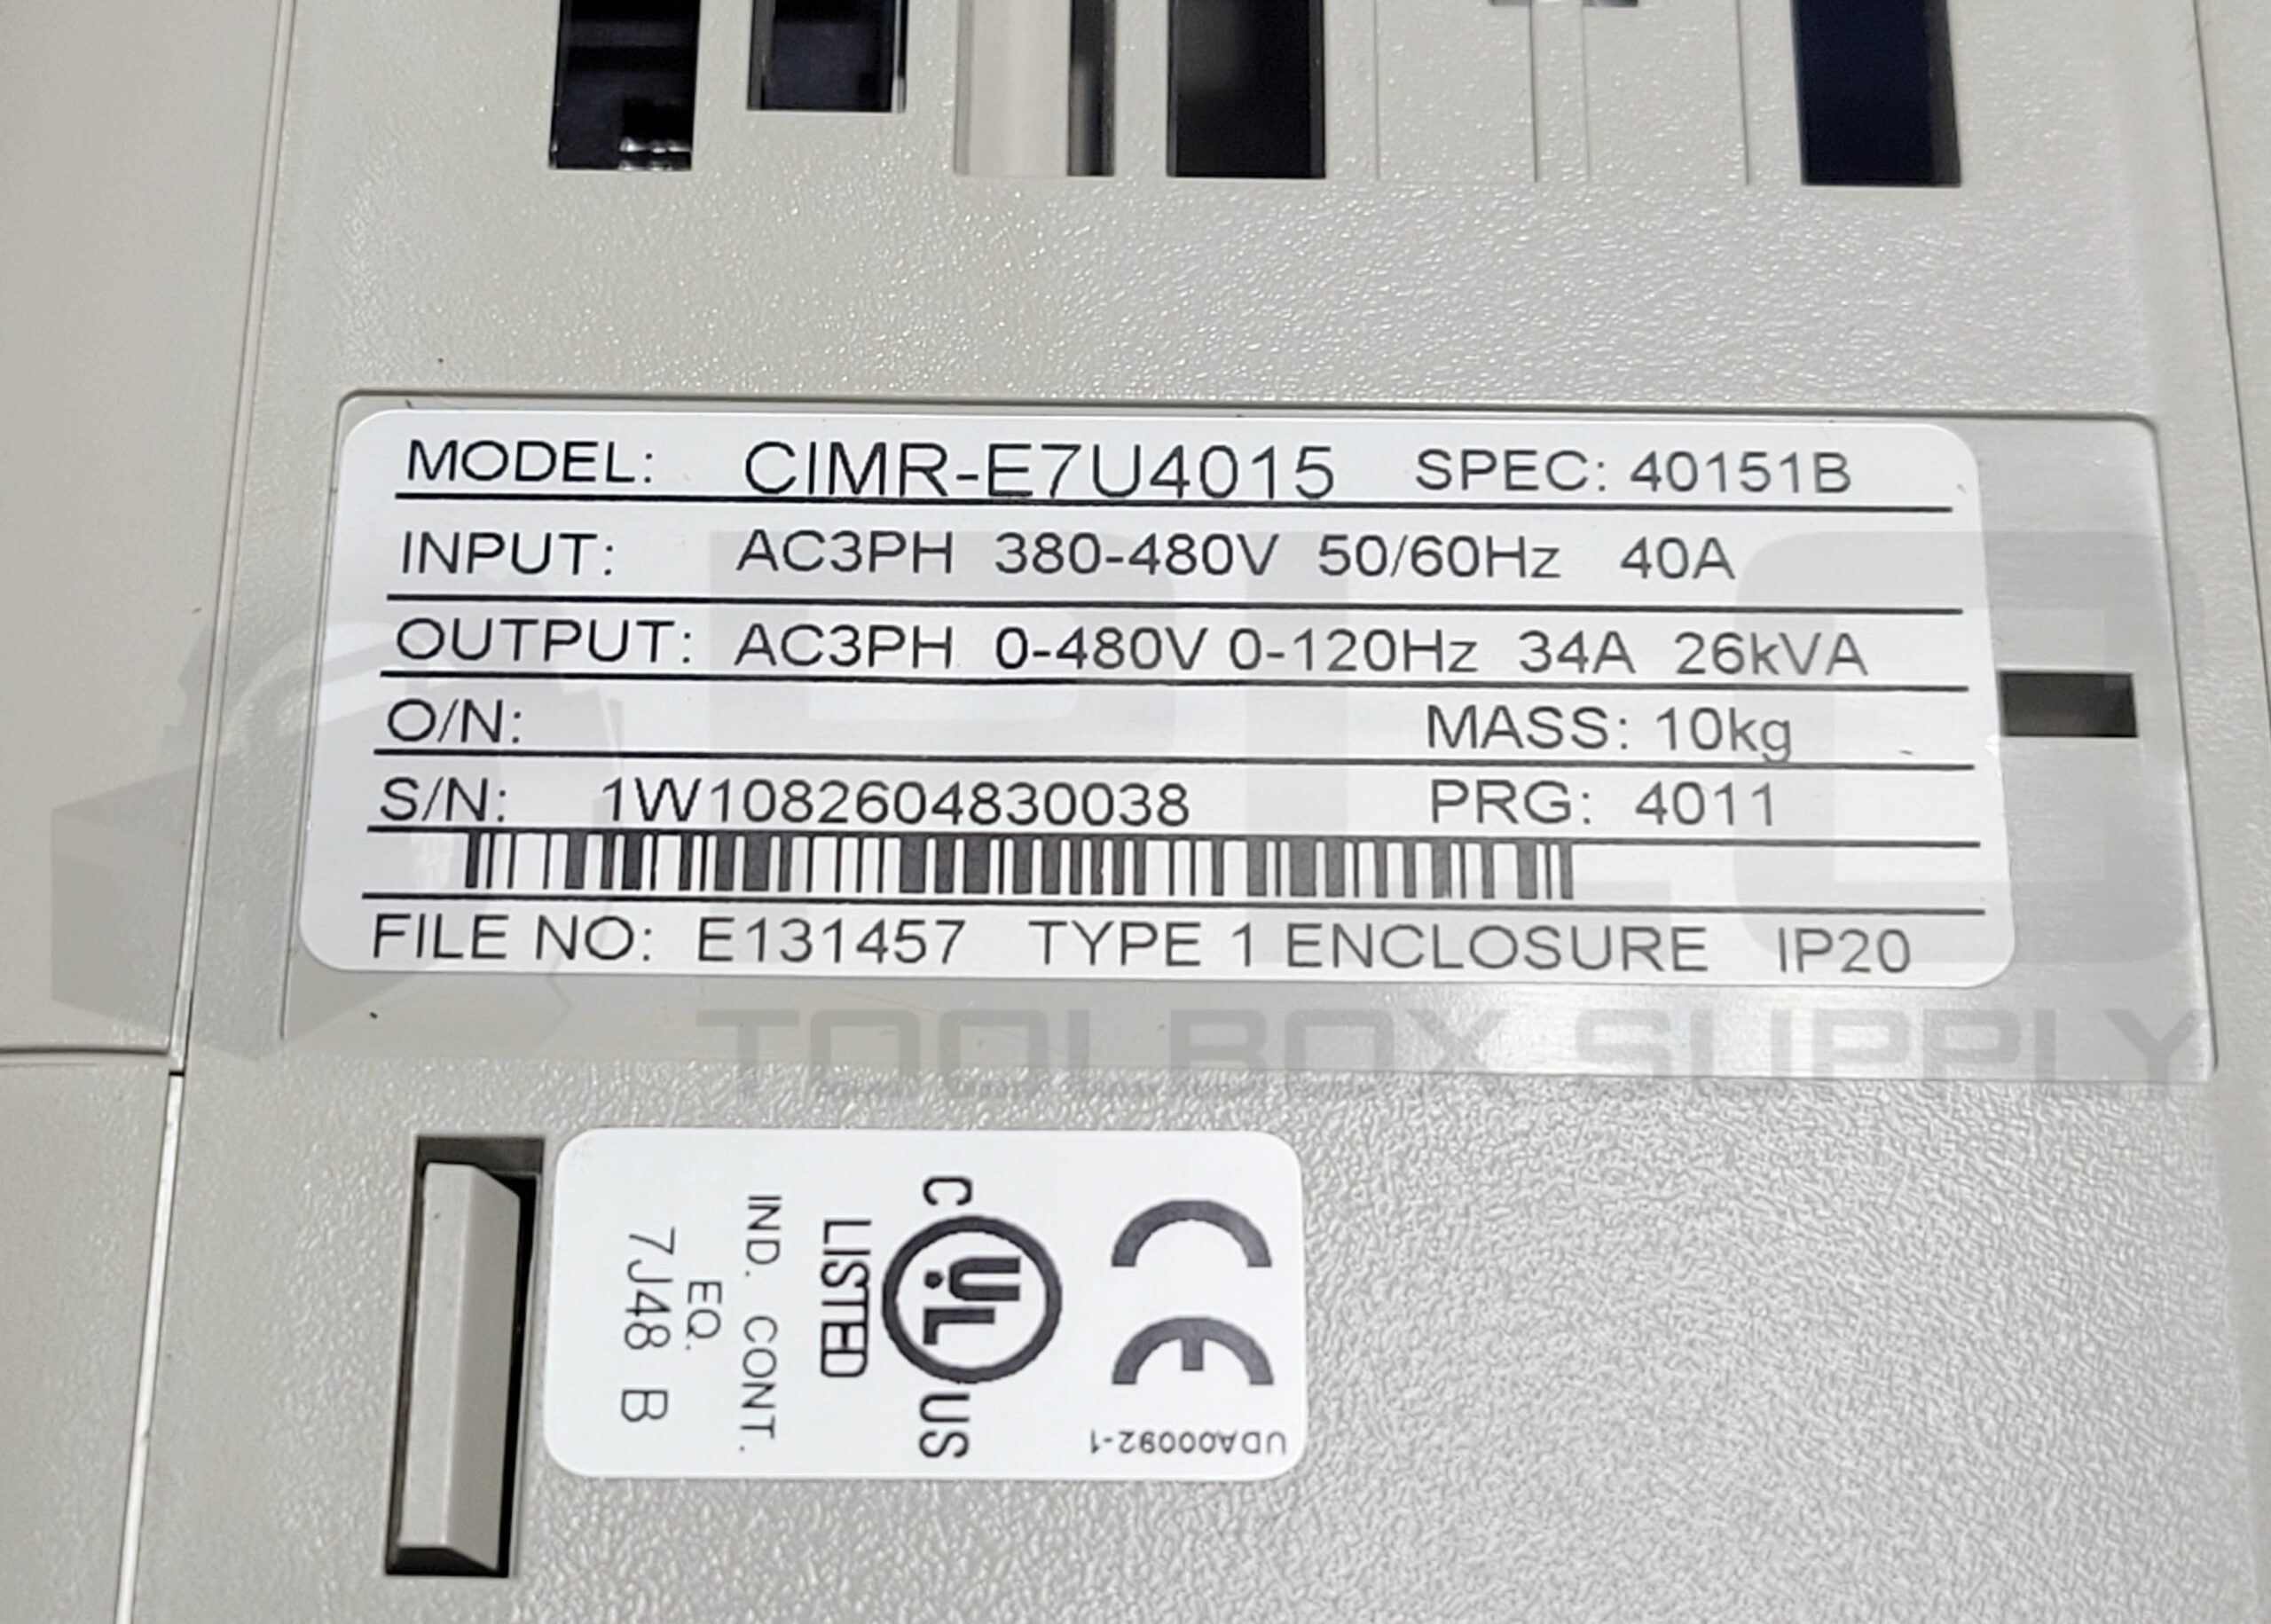 MODEL: CIMR-E7U4015 SPEC: 40151B
INPUT: AC3PH 380-480V 50/60Hz 40A
OUTPUT: AC3PH 0-480V 0-120Hz 34A 26kVA
O/N: MASS: 10kg
S/N: 1W1082604830038 PRG: 4011
FILE NO: E131457 TYPE 1 ENCLOSURE IP20
PLC
TOOLBOX SUPPLY
CE
UDA00092-1
C UL US
LISTED
IND. CONT.
EQ.
7J48 B